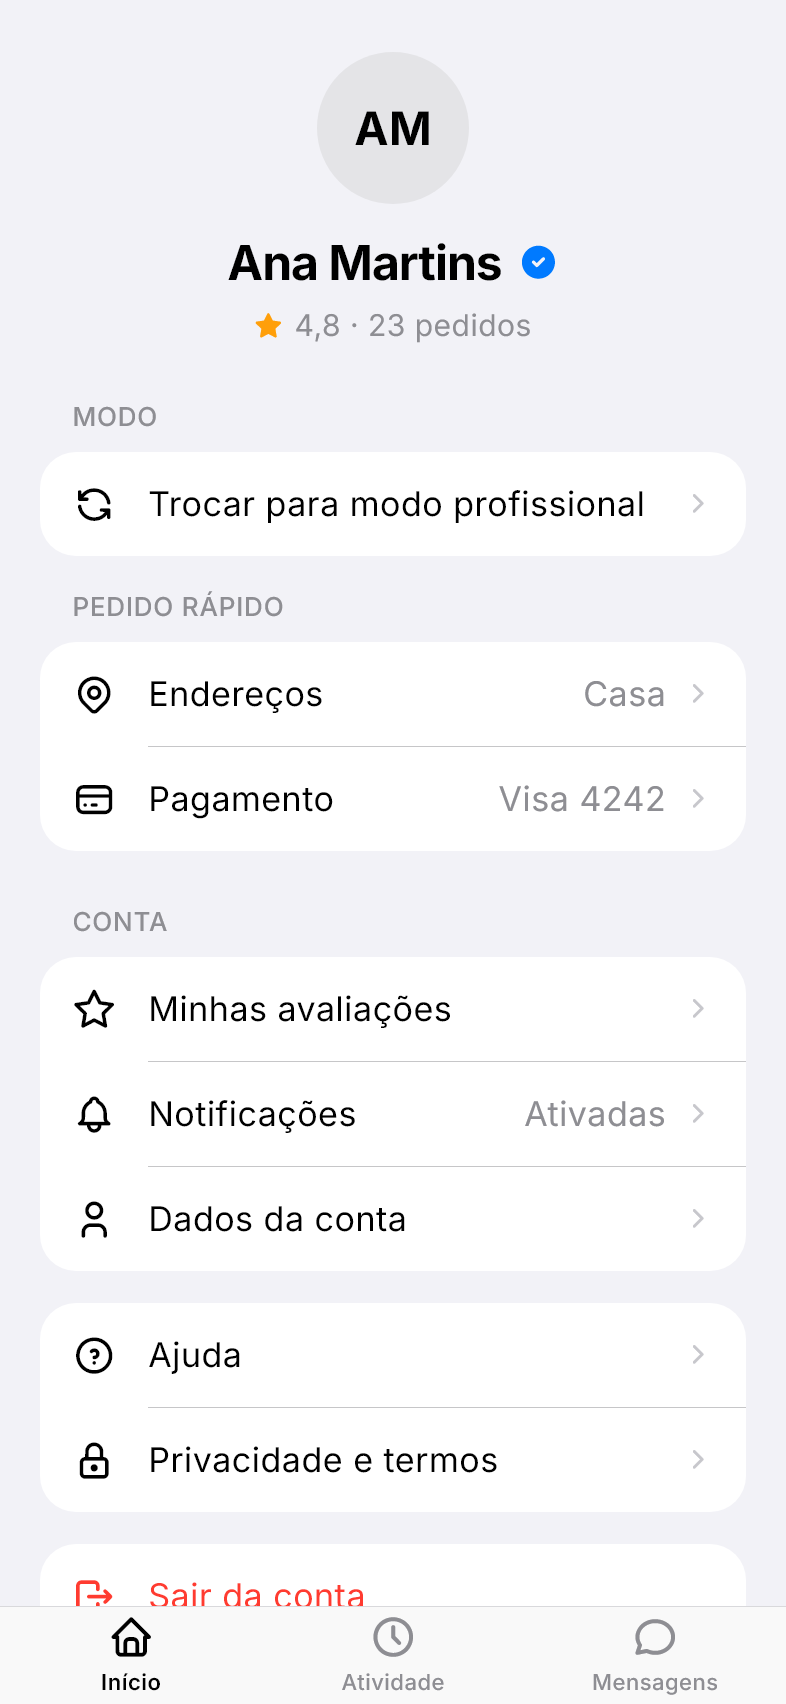 AM
Ana Martins
4,8 · 23 pedidos
MODO
Trocar para modo profissional
PEDIDO RÁPIDO
Endereços Casa
Pagamento Visa 4242
CONTA
Minhas avaliações
Notificações Ativadas
Dados da conta
Ajuda
Privacidade e termos
Sair da conta
Início Atividade Mensagens